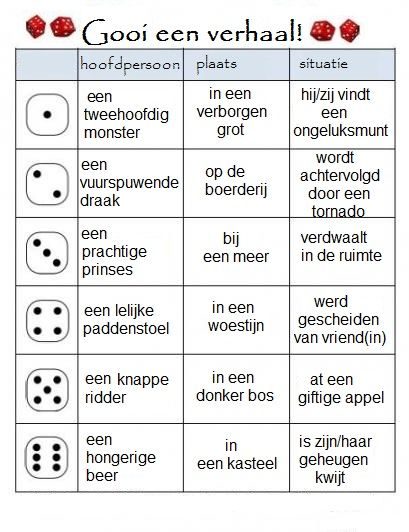 Gooi een verhaal!
hoofdpersoon plaats situatie
een
tweehoofdig
monster
in een
verborgen
grot
hij/zij vindt
een
ongeluksmunt
een
vuurspuwende
draak
op de
boerderij
wordt
achtervolgd
door een
tornado
een
prachtige
prinses
bij
een meer
verdwaalt
in de ruimte
een lelijke
paddenstoel
in een
woestijn
werd
gescheiden
van vriend(in)
een knappe
ridder
in een
donker bos
at een
giftige appel
een
hongerige
beer
in
een kasteel
is zijn/haar
geheugen
kwijt